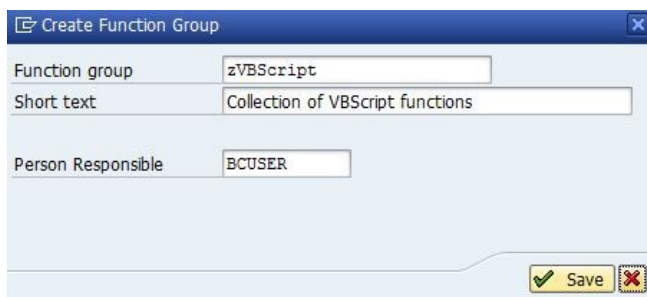 Create Function Group
Function group zVBScript
Short text Collection of VBScript functions
Person Responsible BCUSER
Save